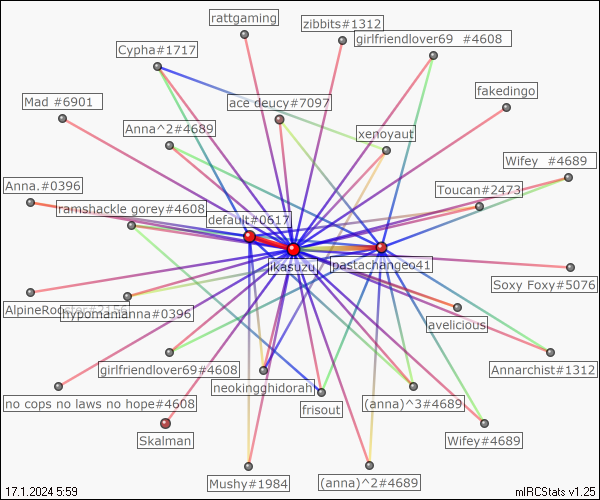 rattgaming
zibbits#1312
girlfriendlover69 #4608
Cypha#1717
fakedingo
Mad #6901
ace deucy#7097
Anna^2#4689
xenoyaut
Wifey #4689
Anna.#0396
Toucan#2473
ramshackle gorey#4608
default#0617
ikasuzu
pastachangeo41
Soxy Foxy#5076
AlpineRooster#2156
hypomanianna#0396
avelicious
girlfriendlover69#4608
Annarchist#1312
neokingghidorah
no cops no laws no hope#4608
frisout
(anna)^3#4689
Skalman
Wifey#4689
Mushy#1984
(anna)^2#4689
17.1.2024 5:59
mIRCStats v1.25